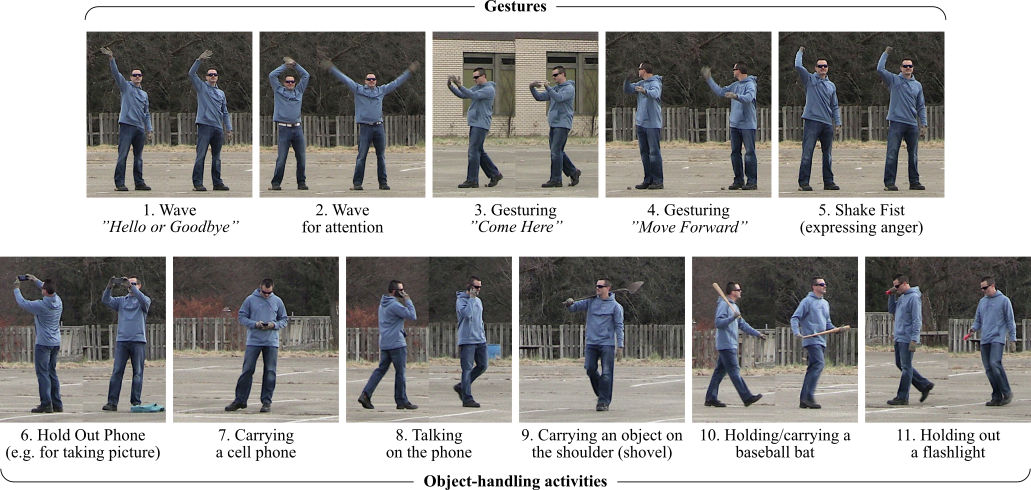 Gestures
1. Wave
”Hello or Goodbye”
2. Wave
for attention
3. Gesturing
”Come Here”
4. Gesturing
”Move Forward”
5. Shake Fist
(expressing anger)
6. Hold Out Phone
(e.g. for taking picture)
7. Carrying
a cell phone
8. Talking
on the phone
9. Carrying an object on
the shoulder (shovel)
10. Holding/carrying a
baseball bat
11. Holding out
a flashlight
Object-handling activities